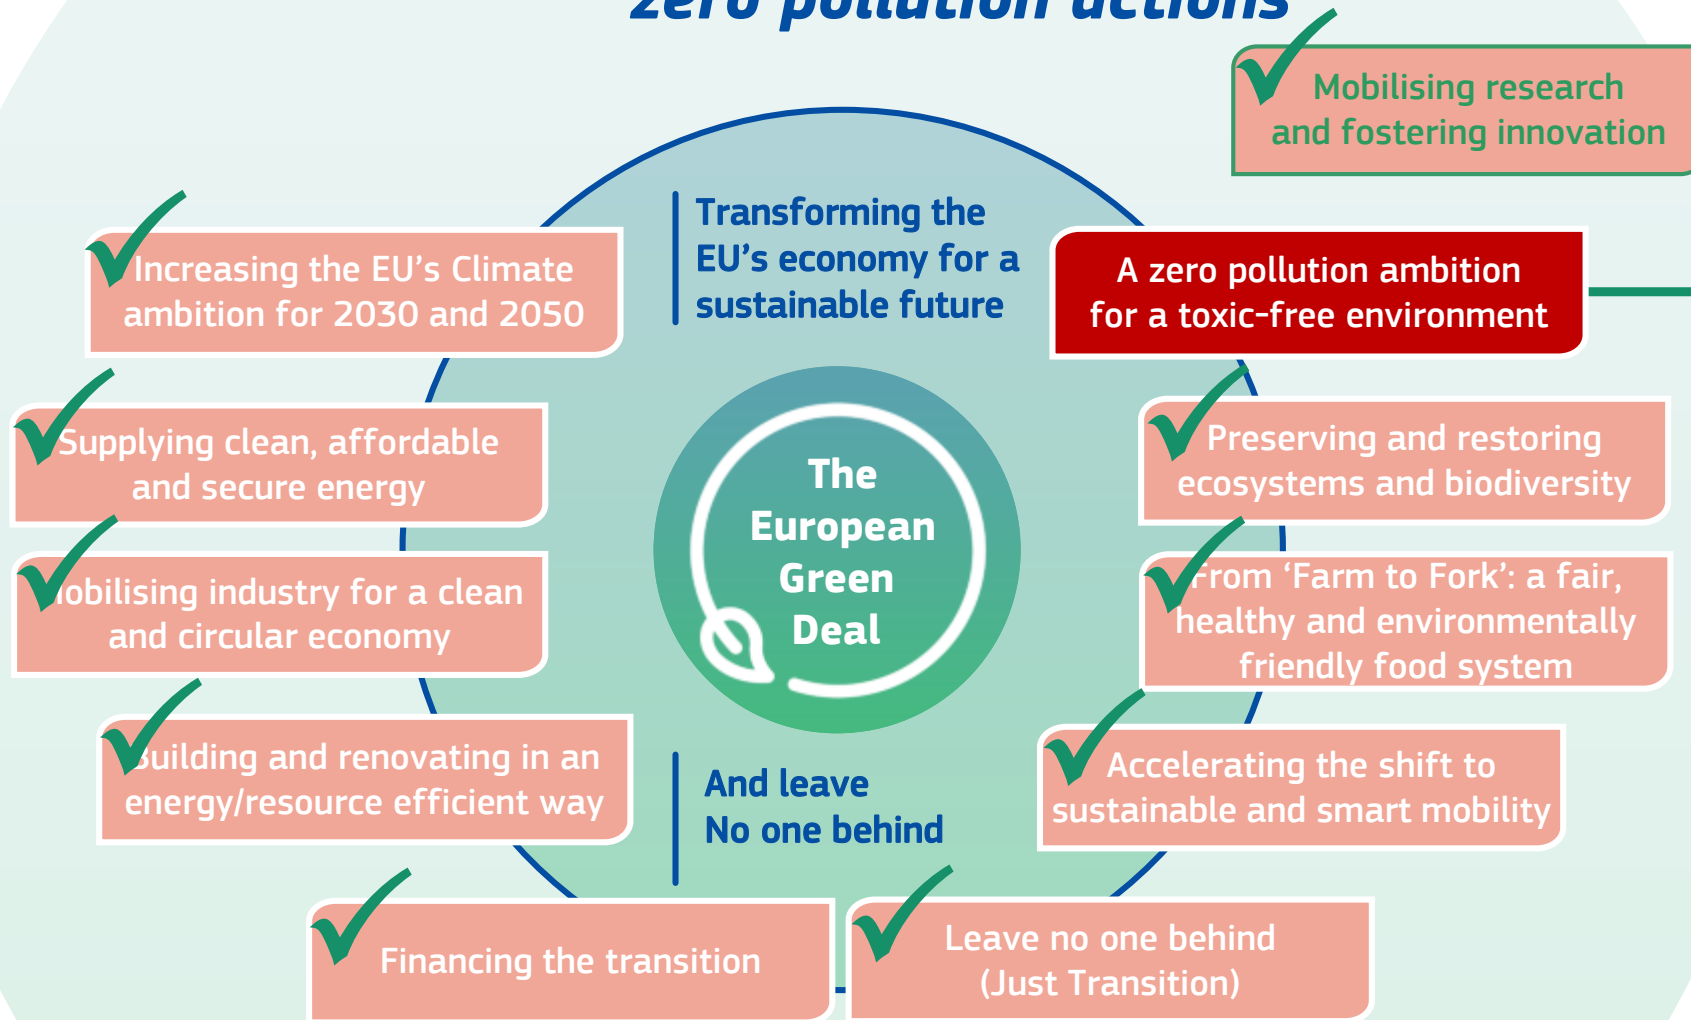 zero pollution actions
Mobilising research
and fostering innovation
Transforming the
EU's economy for a
sustainable future
Increasing the EU's Climate
ambition for 2030 and 2050
A zero pollution ambition
for a toxic-free environment
Supplying clean, affordable
and secure energy
Preserving and restoring
ecosystems and biodiversity
The
European
Green
Deal
Mobilising industry for a clean
and circular economy
From ‘Farm to Fork’: a fair,
healthy and environmentally
friendly food system
Building and renovating in an
energy/resource efficient way
And leave
No one behind
Accelerating the shift to
sustainable and smart mobility
Financing the transition
Leave no one behind
(Just Transition)